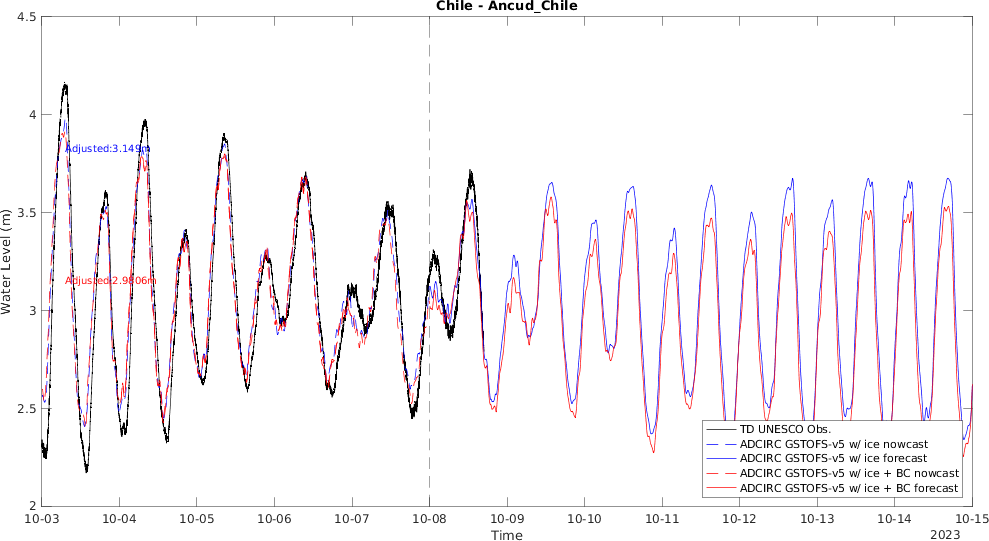 Chile - Ancud_Chile
4.5
4
3.5
3
2.5
2
Water Level (m)
Adjusted:3.149m
Adjusted:2.9806m
TD UNESCO Obs.
ADCIRC GSTOFS-v5 w/ ice nowcast
ADCIRC GSTOFS-v5 w/ ice forecast
ADCIRC GSTOFS-v5 w/ ice + BC nowcast
ADCIRC GSTOFS-v5 w/ ice + BC forecast
10-03 10-04 10-05 10-06 10-07 10-08 10-09 10-10 10-11 10-12 10-13 10-14 10-15
Time 2023